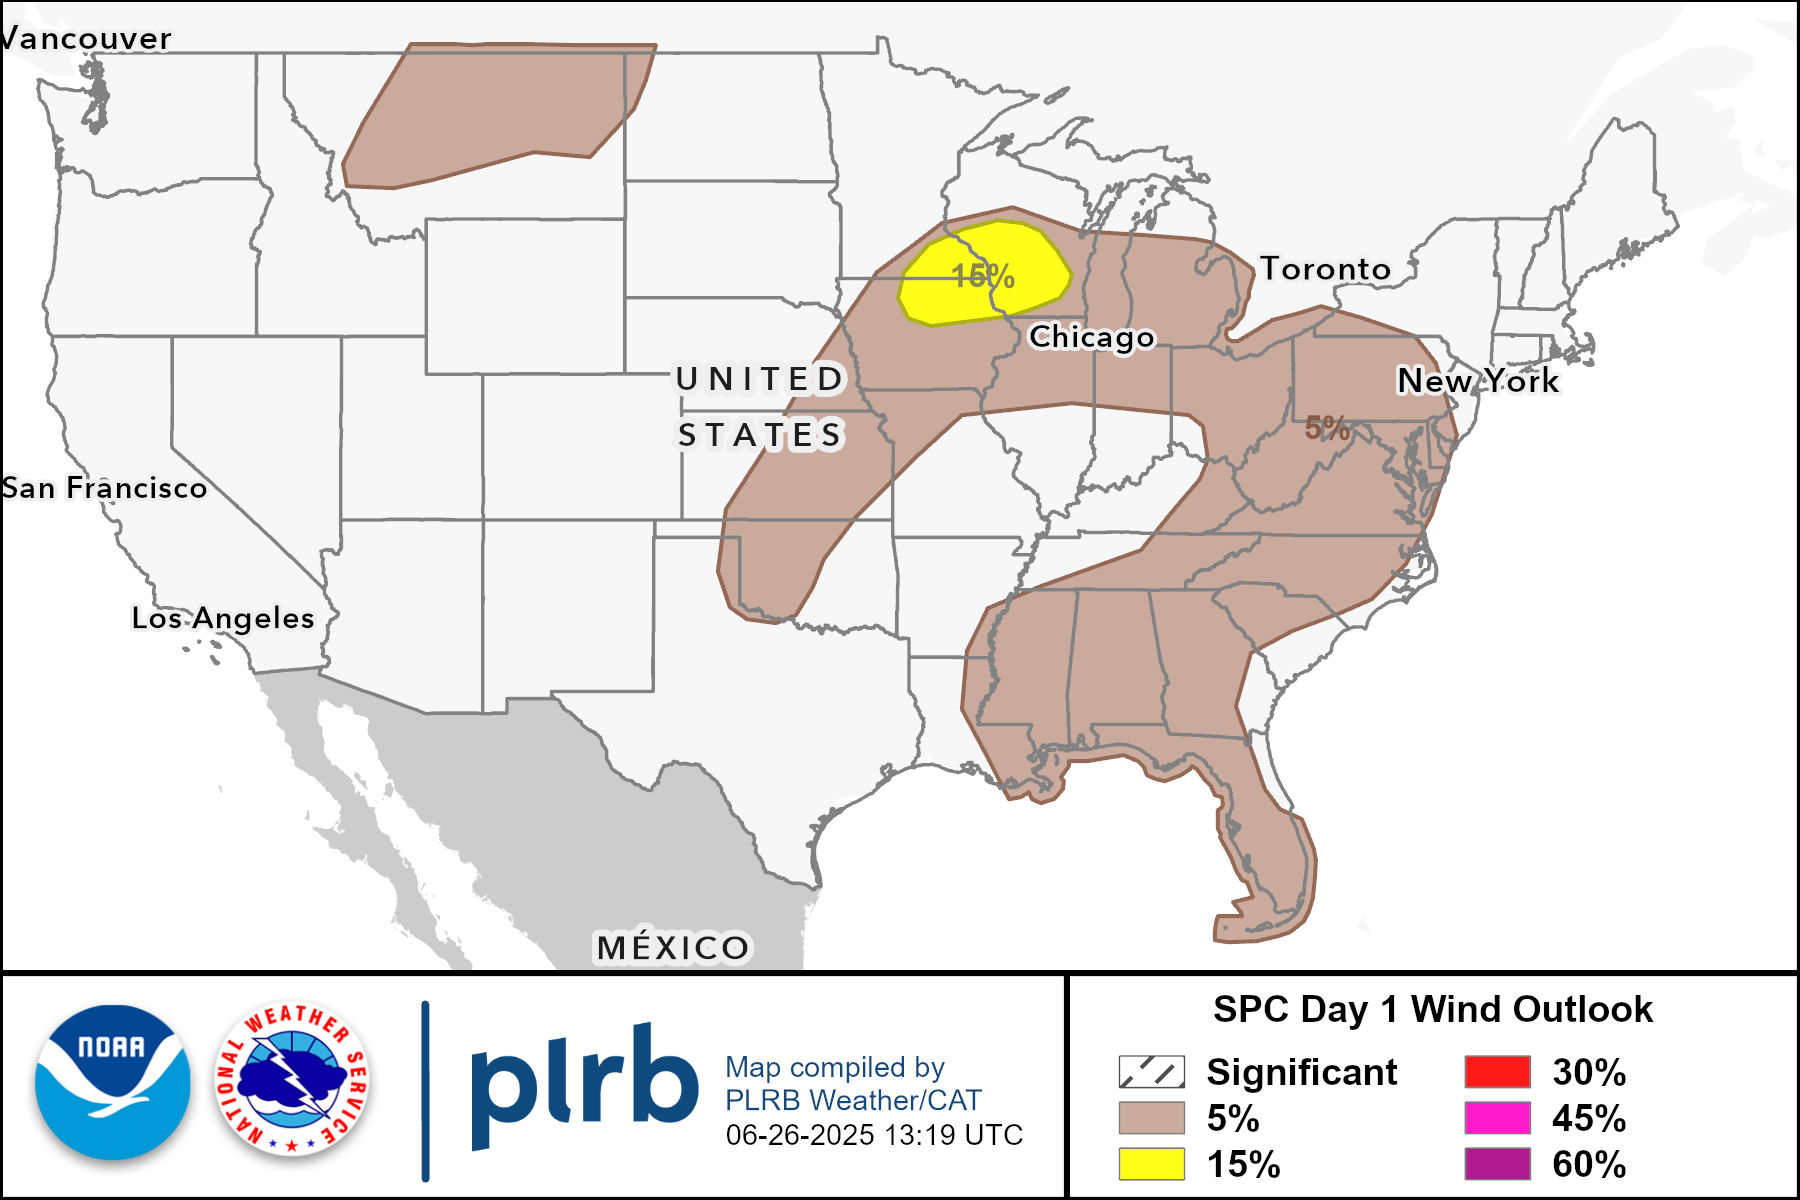 Vancouver
Toronto
15%
Chicago
UNITED
STATES
New York
5%
San Francisco
Los Angeles
MÉXICO
NOAA
NATIONAL WEATHER SERVICE
plrb
Map compiled by
PLRB Weather/CAT
06-26-2025 13:19 UTC
SPC Day 1 Wind Outlook
Significant
30%
5%
45%
15%
60%